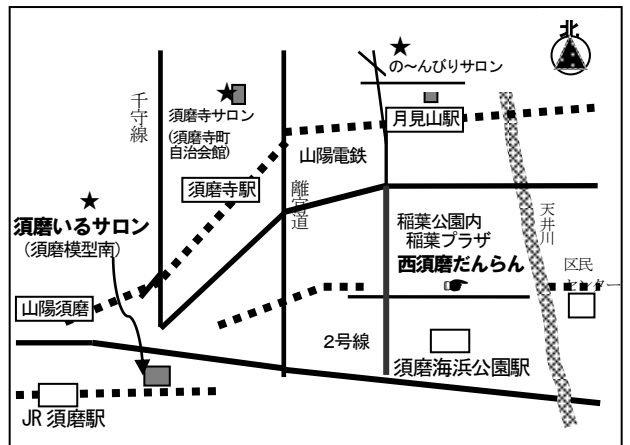 北
の～んびりサロン
千守線
須磨寺サロン
(須磨寺町
自治会館)
月見山駅
山陽電鉄
須磨寺駅
離宮道
須磨いるサロン
(須磨模型南)
稲葉公園内
稲葉プラザ
西須磨だんらん
天井川
区民
センター
山陽須磨
2号線
須磨海浜公園駅
JR 須磨駅